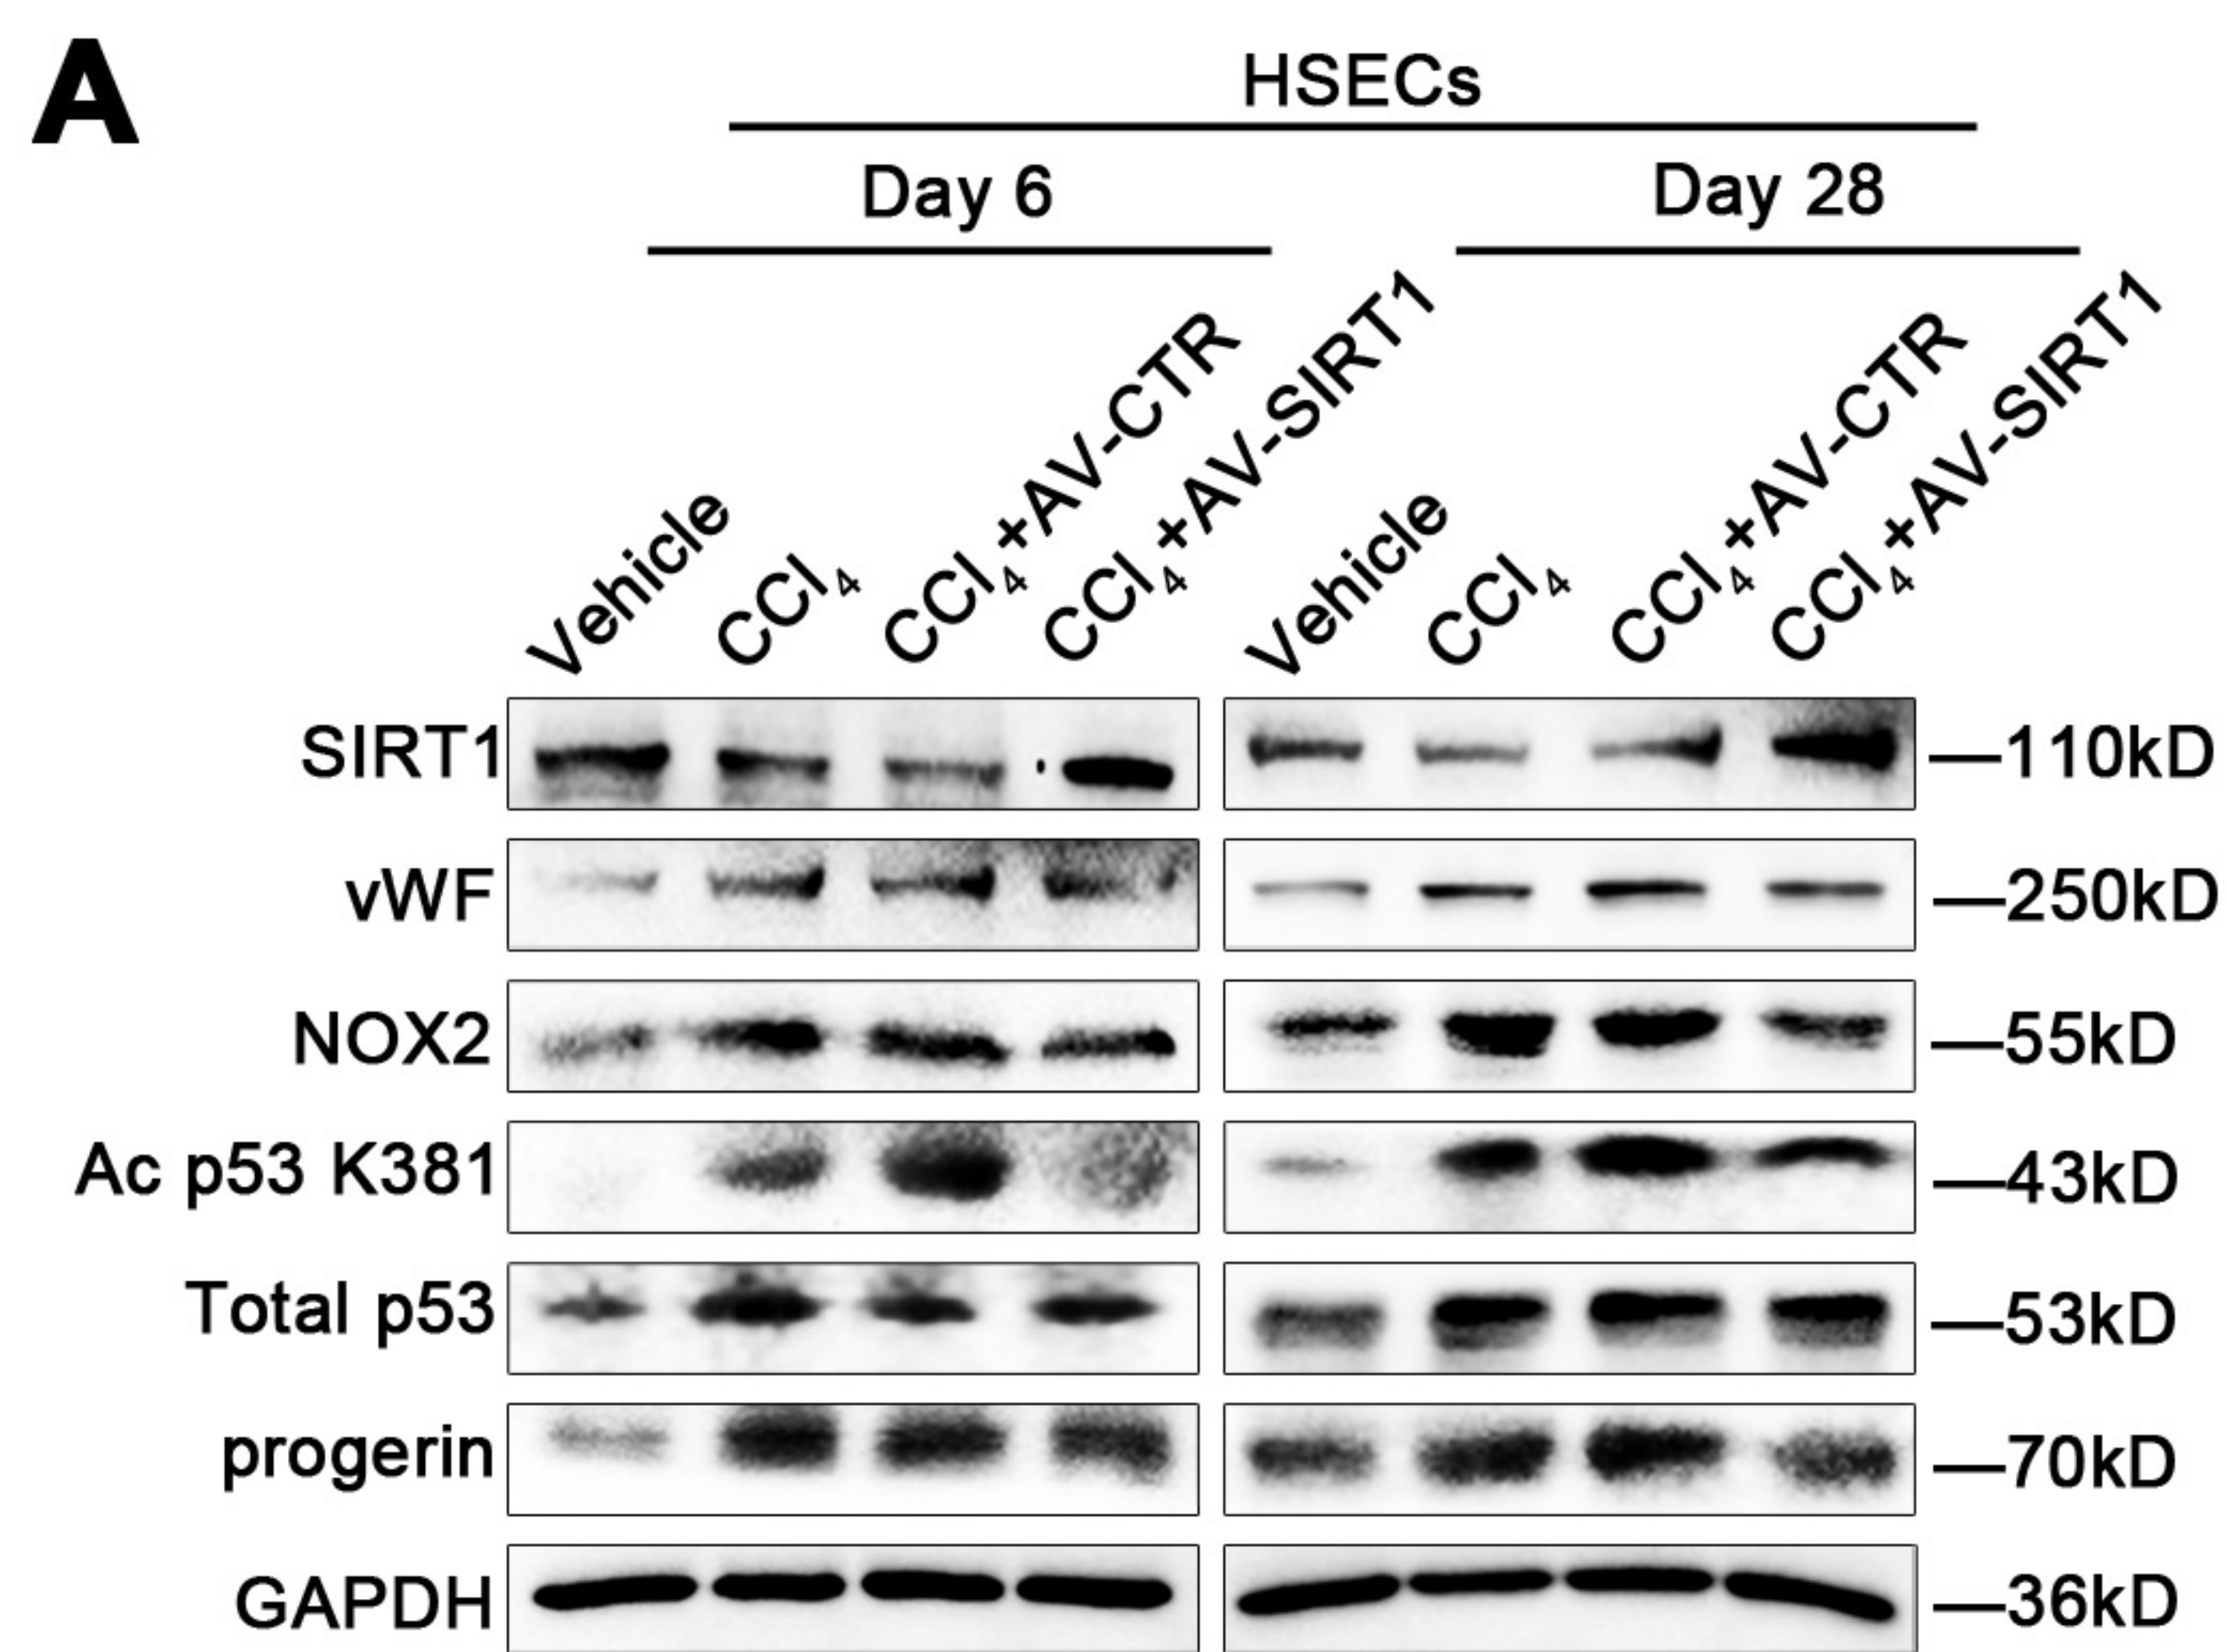 A
HSECs
Day 6 Day 28
Vehicle CCl₄ CCl₄+AV-CTR CCl₄+AV-SIRT1 Vehicle CCl₄ CCl₄+AV-CTR CCl₄+AV-SIRT1
SIRT1 —110kD
vWF —250kD
NOX2 —55kD
Ac p53 K381 —43kD
Total p53 —53kD
progerin —70kD
GAPDH —36kD